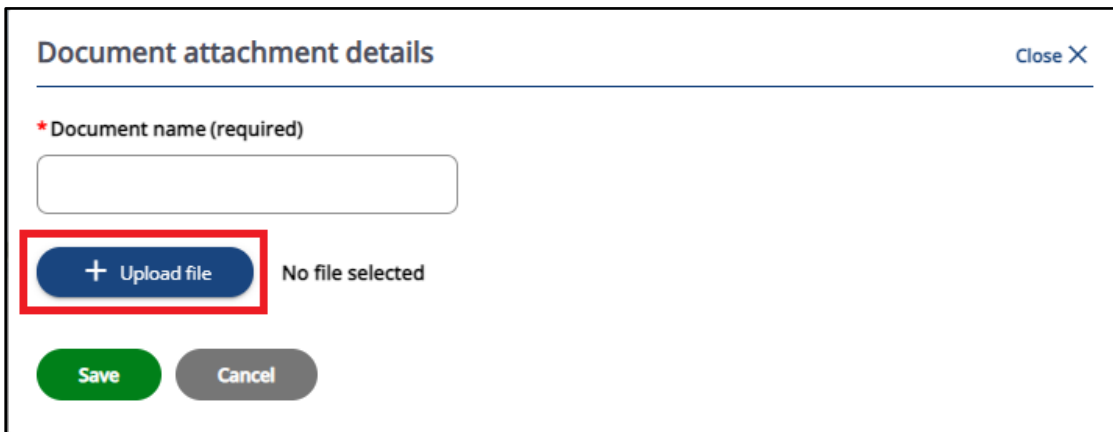 Document attachment details
Close X
*Document name (required)
+ Upload file
No file selected
Save
Cancel